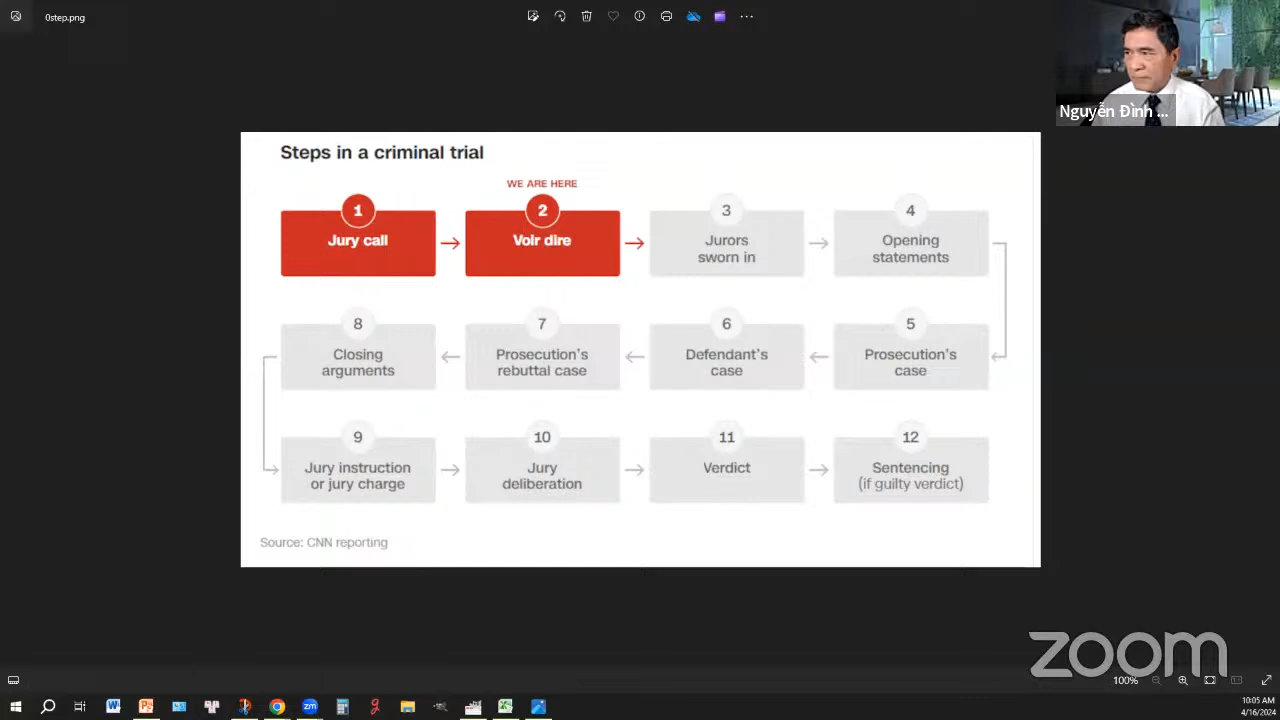 0step.png
Nguyễn Đình ...
Steps in a criminal trial
WE ARE HERE
1
Jury call
2
Voir dire
3
Jurors
sworn in
4
Opening
statements
8
Closing
arguments
7
Prosecution's
rebuttal case
6
Defendant's
case
5
Prosecution's
case
9
Jury instruction
or jury charge
10
Jury
deliberation
11
Verdict
12
Sentencing
(if guilty verdict)
Source: CNN reporting
zoom
100%
zm
10:05 AM
4/16/2024